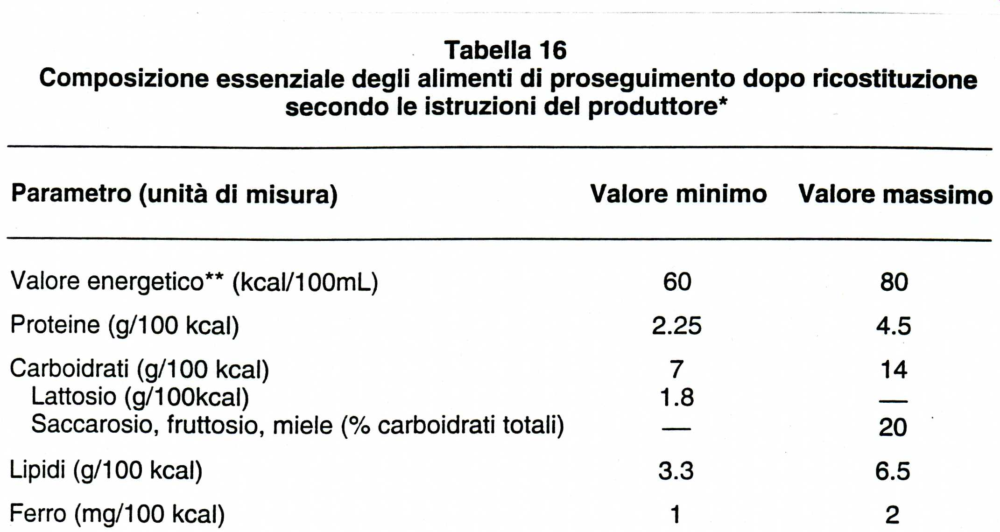 Tabella 16
Composizione essenziale degli alimenti di proseguimento dopo ricostituzione
secondo le istruzioni del produttore*
Parametro (unità di misura) Valore minimo Valore massimo
Valore energetico** (kcal/100mL) 60 80
Proteine (g/100 kcal) 2.25 4.5
Carboidrati (g/100 kcal) 7 14
Lattosio (g/100kcal) 1.8 —
Saccarosio, fruttosio, miele (% carboidrati totali) — 20
Lipidi (g/100 kcal) 3.3 6.5
Ferro (mg/100 kcal) 1 2